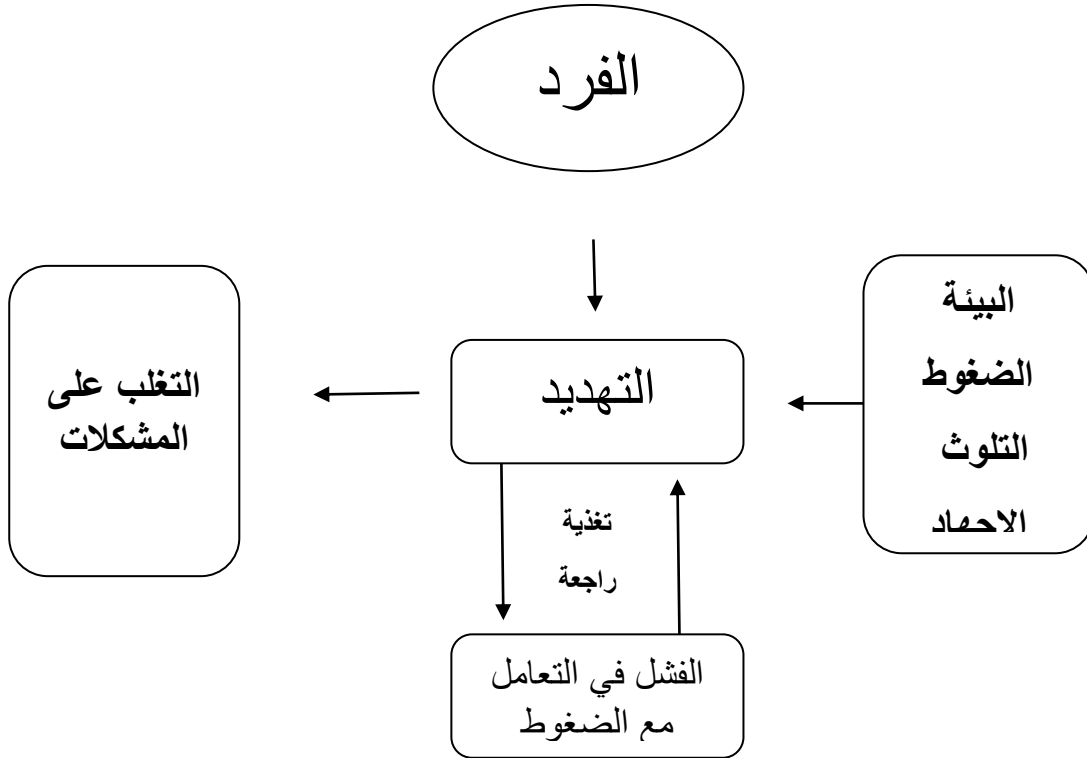 الفرد
البيئة
الضغوط
التلوث
الاجهاد
التهديد
التغلب على
المشكلات
تغذية
راجعة
الفشل في التعامل
مع الضغوط